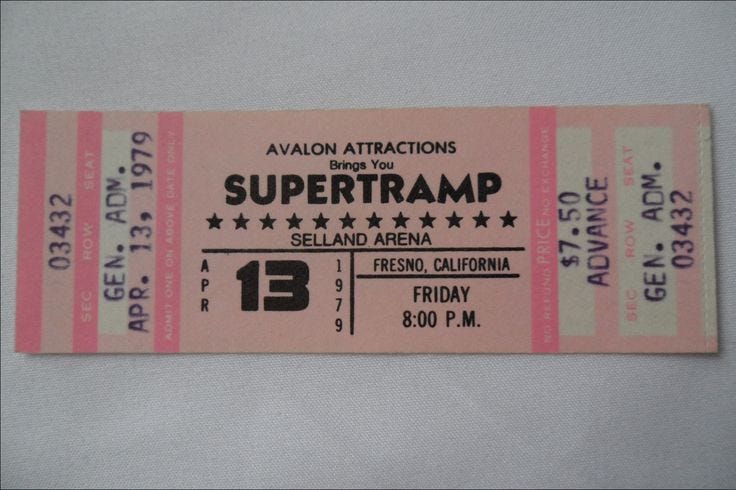 03432
SEC ROW SEAT
GEN. ADM.
APR. 13, 1979
ADMIT ONE ON ABOVE DATE ONLY
AVALON ATTRACTIONS
Brings You
SUPERTRAMP
★ ★ ★ ★ ★ ★ ★ ★ ★ ★ ★ ★
SELLAND ARENA
APR
13
1979
FRESNO, CALIFORNIA
FRIDAY
8:00 P.M.
NO REFUND PRICE NO EXCHANGE
$7.50
ADVANCE
SEC ROW SEAT
GEN. ADM.
03432